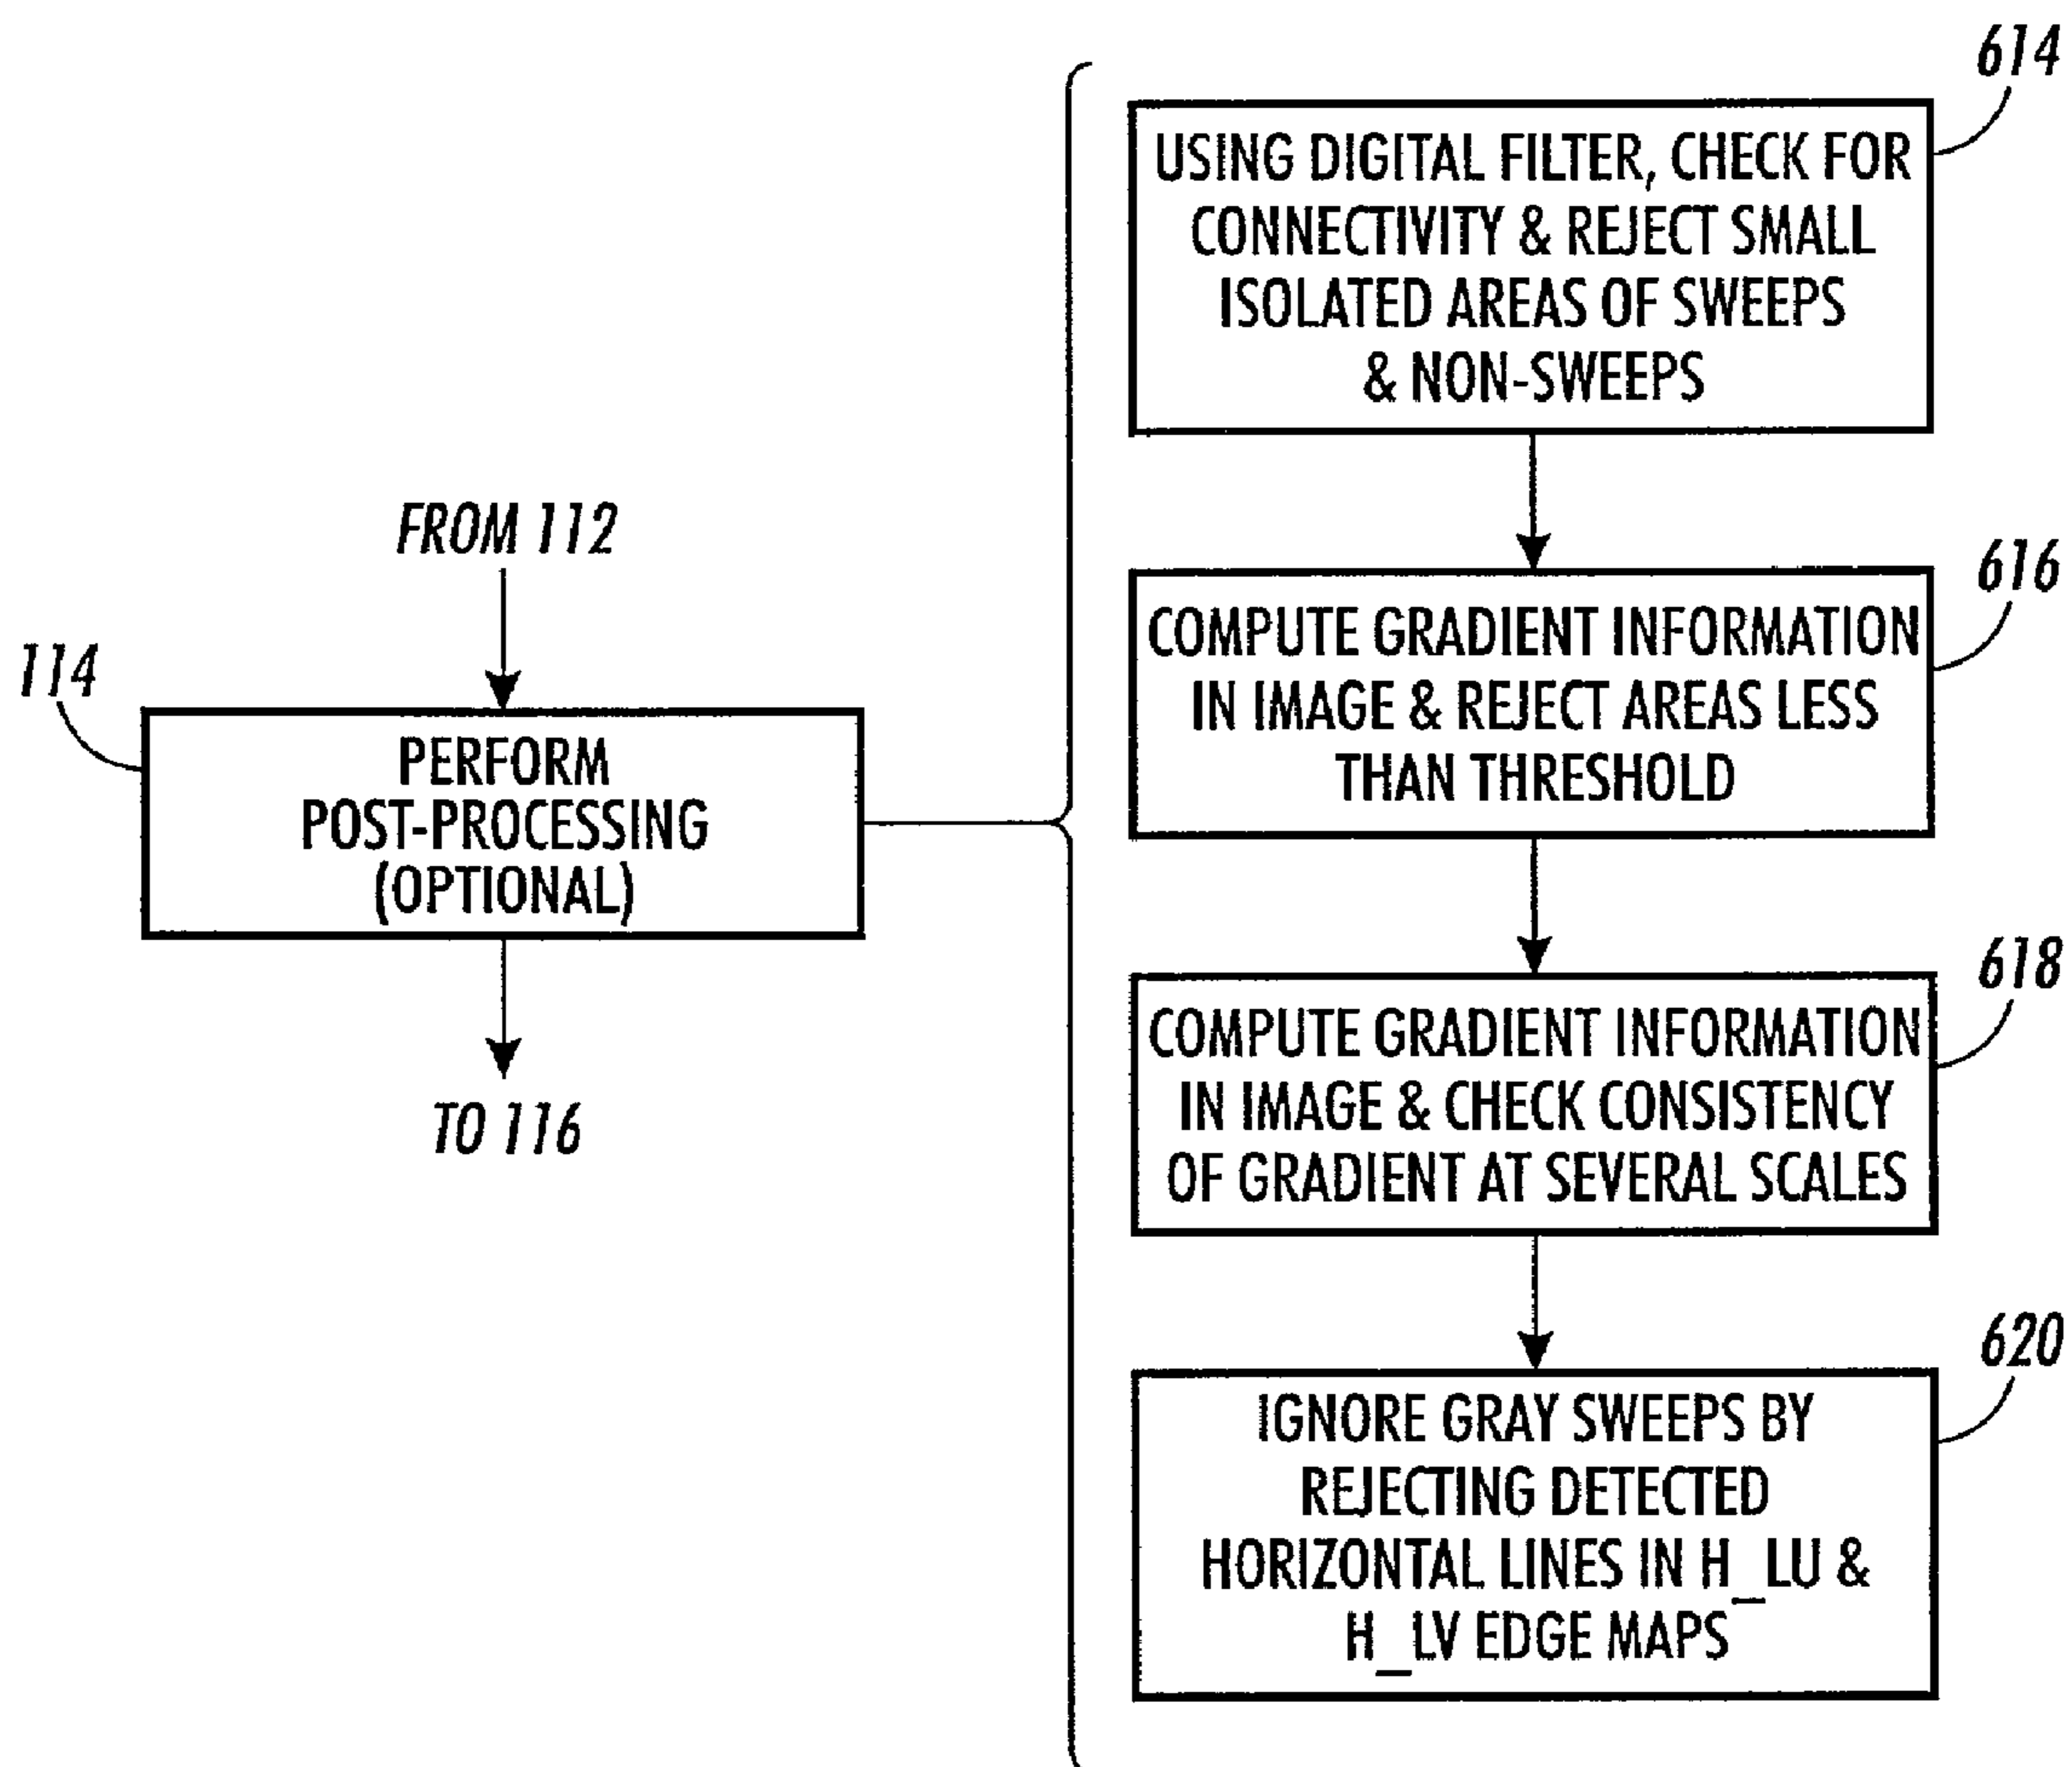 FROM 112
114
PERFORM
POST-PROCESSING
(OPTIONAL)
TO 116
614
USING DIGITAL FILTER, CHECK FOR
CONNECTIVITY & REJECT SMALL
ISOLATED AREAS OF SWEEPS
& NON-SWEEPS
616
COMPUTE GRADIENT INFORMATION
IN IMAGE & REJECT AREAS LESS
THAN THRESHOLD
618
COMPUTE GRADIENT INFORMATION
IN IMAGE & CHECK CONSISTENCY
OF GRADIENT AT SEVERAL SCALES
620
IGNORE GRAY SWEEPS BY
REJECTING DETECTED
HORIZONTAL LINES IN H_LU &
H_LV EDGE MAPS